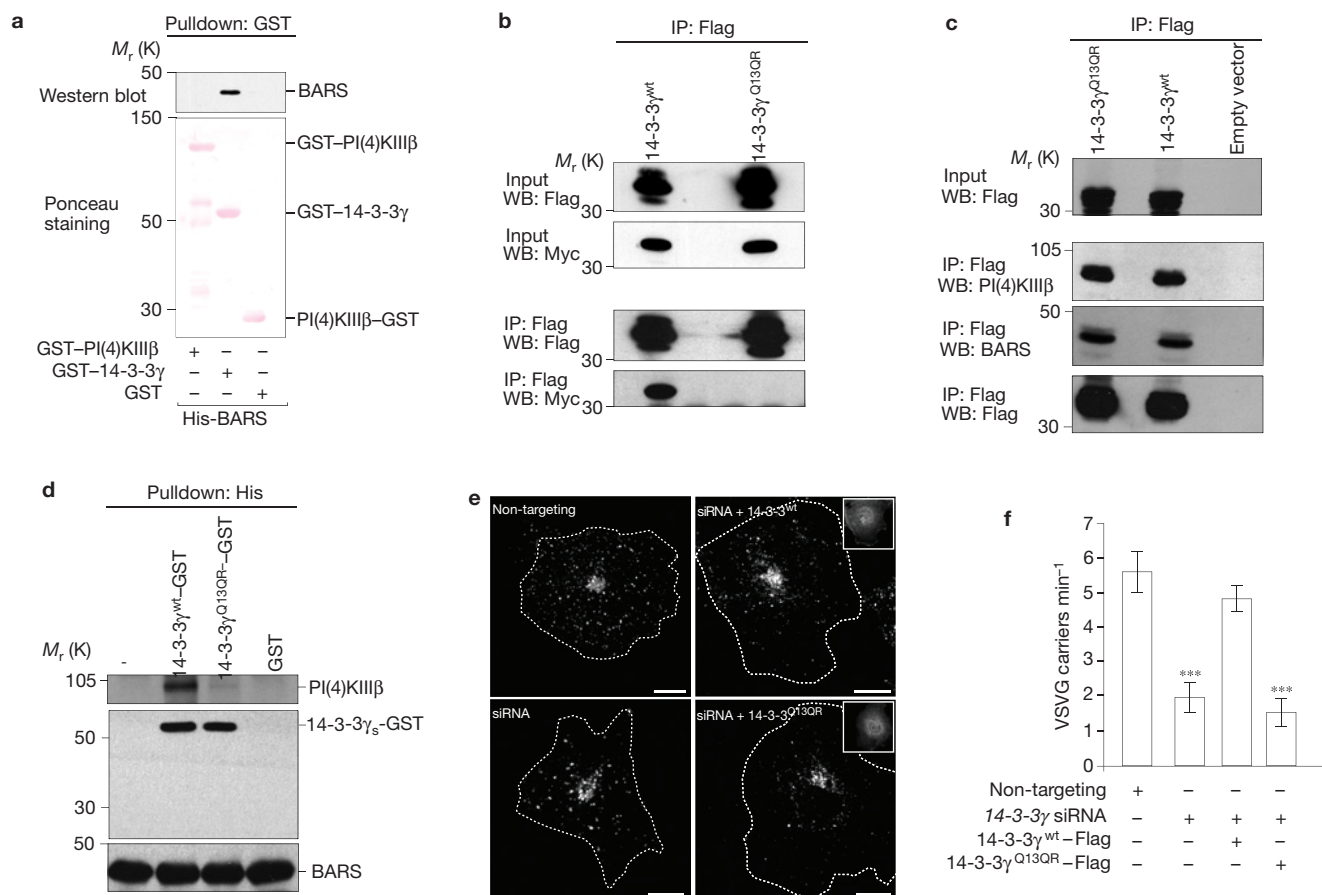 a
Pulldown: GST
Mr (K)
50
Western blot
BARS
150
GST–PI(4)KIIIβ
Ponceau
staining
50
GST–14-3-3γ
30
PI(4)KIIIβ–GST
GST–PI(4)KIIIβ + – –
GST–14-3-3γ – + –
GST – – +
His-BARS
b
IP: Flag
14-3-3γwt
14-3-3γQ13QR
Mr (K)
Input
WB: Flag
30
Input
WB: Myc
30
IP: Flag
WB: Flag
30
IP: Flag
WB: Myc
30
c
IP: Flag
14-3-3γQ13QR
14-3-3γwt
Empty vector
Mr (K)
Input
WB: Flag
30
105
IP: Flag
WB: PI(4)KIIIβ
50
IP: Flag
WB: BARS
IP: Flag
WB: Flag
30
d
Pulldown: His
-
14-3-3γwt–GST
14-3-3γQ13QR–-GST
GST
Mr (K)
105
PI(4)KIIIβ
14-3-3γs-GST
50
30
50
BARS
e
Non-targeting
siRNA + 14-3-3wt
siRNA
siRNA + 14-3-3Q13QR
f
VSVG carriers min–1
7
6
5
4
3
2
1
0
***
***
Non-targeting + – – –
14-3-3γ siRNA – + + +
14-3-3γwt–Flag – – + –
14-3-3γQ13QR–Flag – – – +